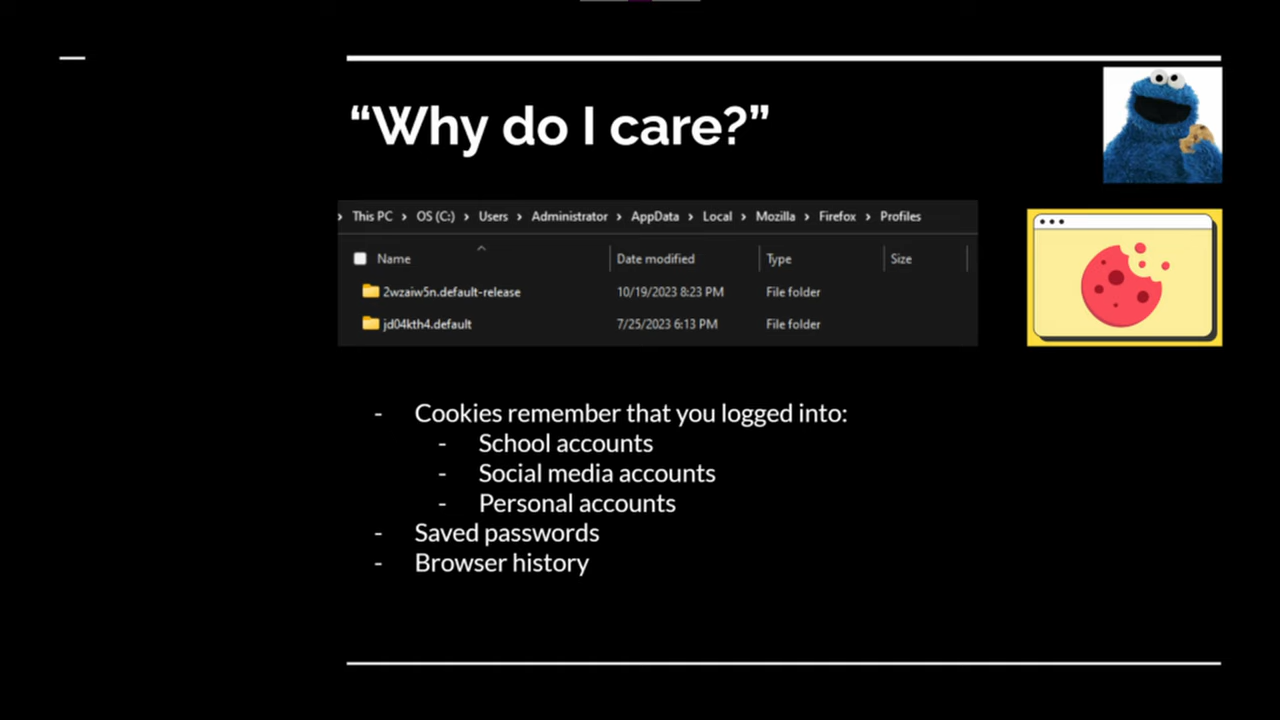 “Why do I care?”
› This PC › OS (C:) › Users › Administrator › AppData › Local › Mozilla › Firefox › Profiles
Name Date modified Type Size
2wzaiw5n.default-release 10/19/2023 8:23 PM File folder
jd04kth4.default 7/25/2023 6:13 PM File folder
- Cookies remember that you logged into:
- School accounts
- Social media accounts
- Personal accounts
- Saved passwords
- Browser history